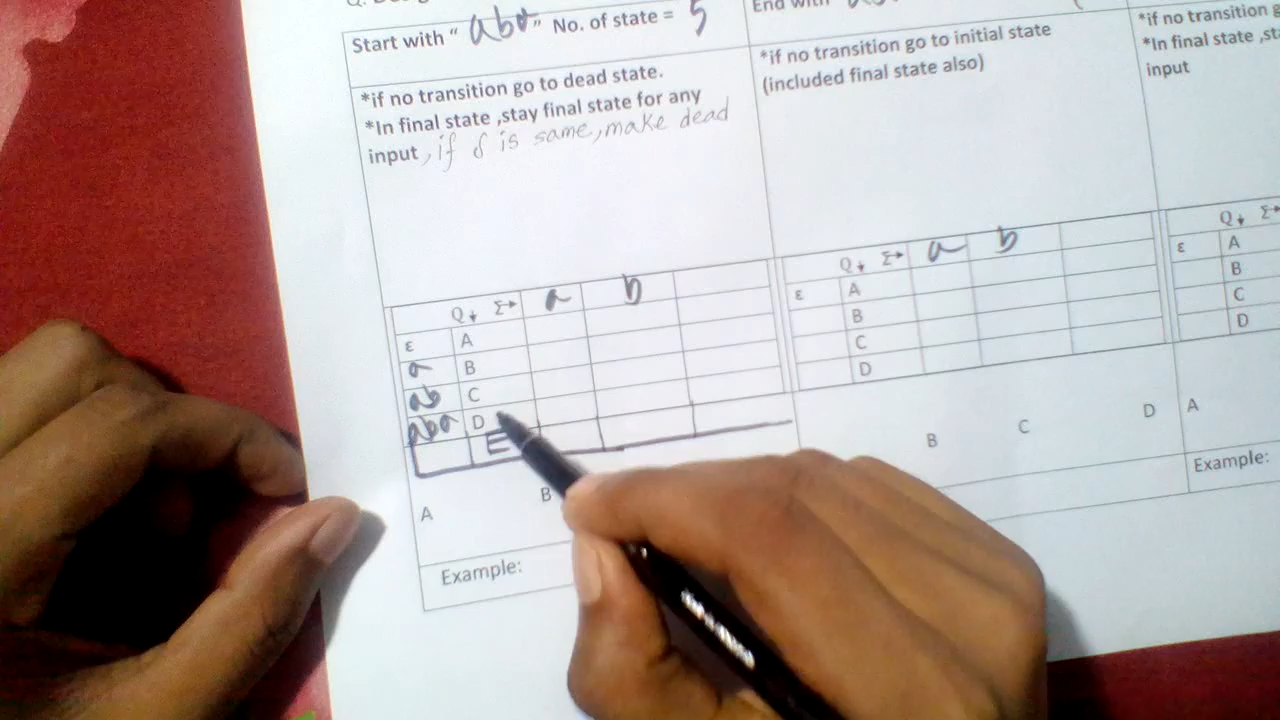 Start with "aba" No. of state = 5
*if no transition go to dead state.
*In final state ,stay final state for any
input , if δ is same, make dead
End with
*if no transition go to initial state
(included final state also)
*if no transition g
*In final state ,st
input
Q↓ Σ→ a b
ε A
a B
ab C
aba D
E
A B
Example:
Q↓ Σ→ a b
ε A
B
C
D
B C D
Q↓ Σ→
ε A
B
C
D
A
Example: